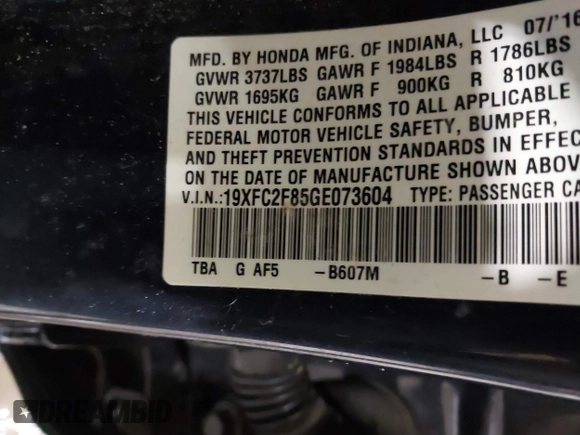 MFD. BY HONDA MFG. OF INDIANA, LLC 07/'16
GVWR 3737LBS GAWR F 1984LBS R 1786LBS
GVWR 1695KG GAWR F 900KG R 810KG
THIS VEHICLE CONFORMS TO ALL APPLICABLE
FEDERAL MOTOR VEHICLE SAFETY, BUMPER,
AND THEFT PREVENTION STANDARDS IN EFFEC
ON THE DATE OF MANUFACTURE SHOWN ABOV
V.I.N.:19XFC2F85GE073604 TYPE: PASSENGER CA
TBA G AF5 -B607M -B -E
DREAMBID